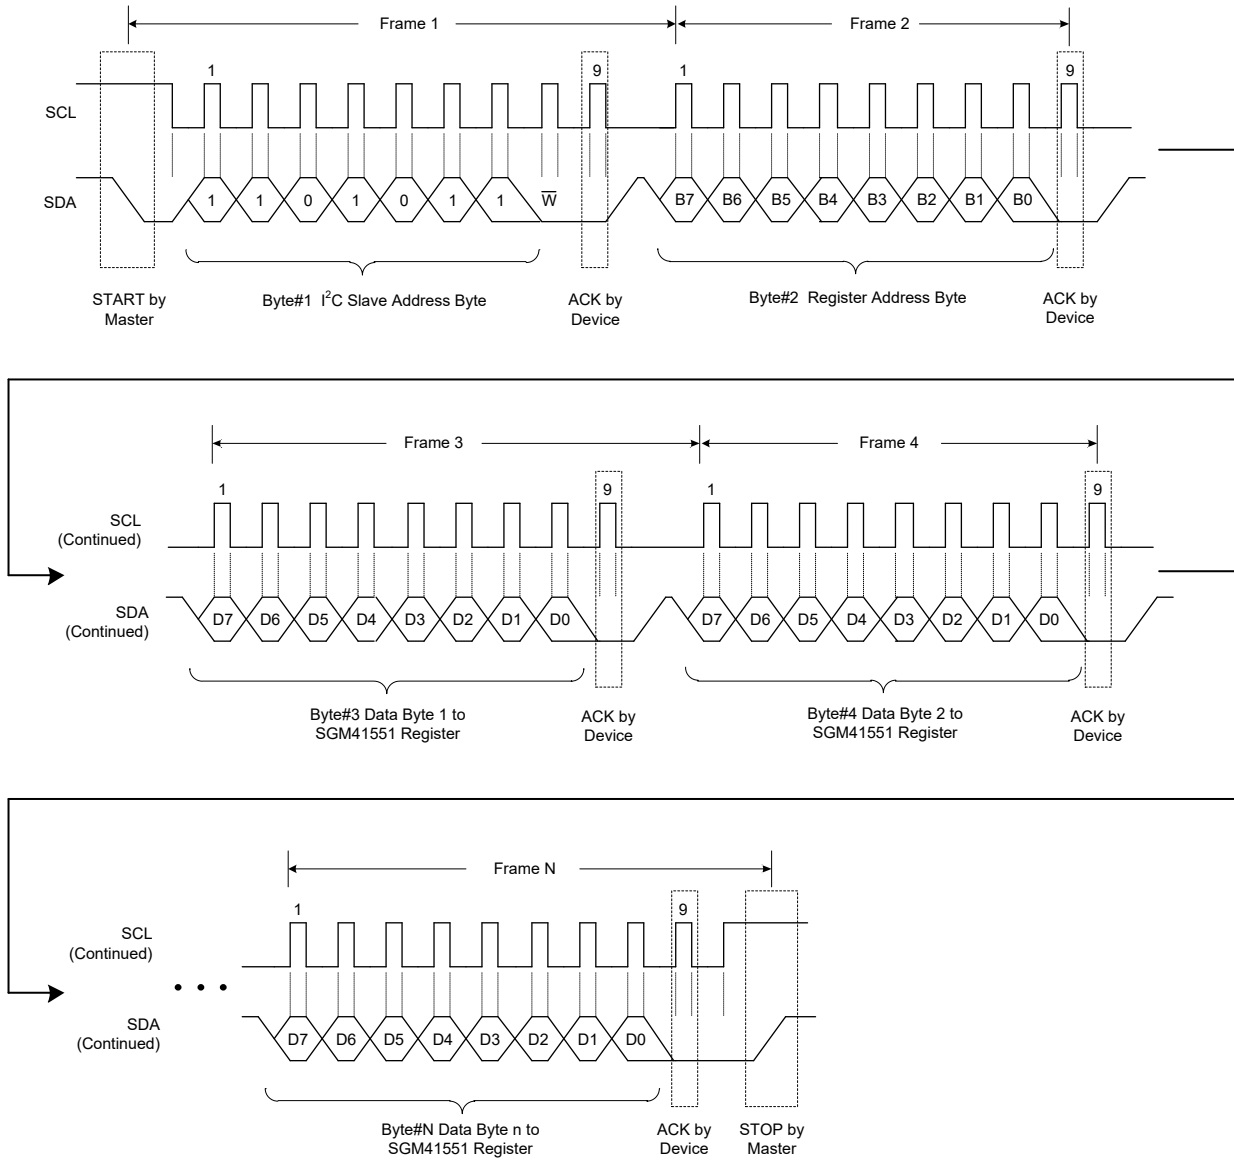 Frame 1 Frame 2
1 9 1 9
SCL
SDA 1 1 0 1 0 1 1 W̅ B7 B6 B5 B4 B3 B2 B1 B0
START by Master
Byte#1 I²C Slave Address Byte
ACK by Device
Byte#2 Register Address Byte
ACK by Device
Frame 3 Frame 4
1 9 1 9
SCL (Continued)
SDA (Continued) D7 D6 D5 D4 D3 D2 D1 D0 D7 D6 D5 D4 D3 D2 D1 D0
Byte#3 Data Byte 1 to
SGM41551 Register
ACK by Device
Byte#4 Data Byte 2 to
SGM41551 Register
ACK by Device
Frame N
1 9
SCL (Continued)
• • •
SDA (Continued) D7 D6 D5 D4 D3 D2 D1 D0
Byte#N Data Byte n to
SGM41551 Register
ACK by Device
STOP by Master